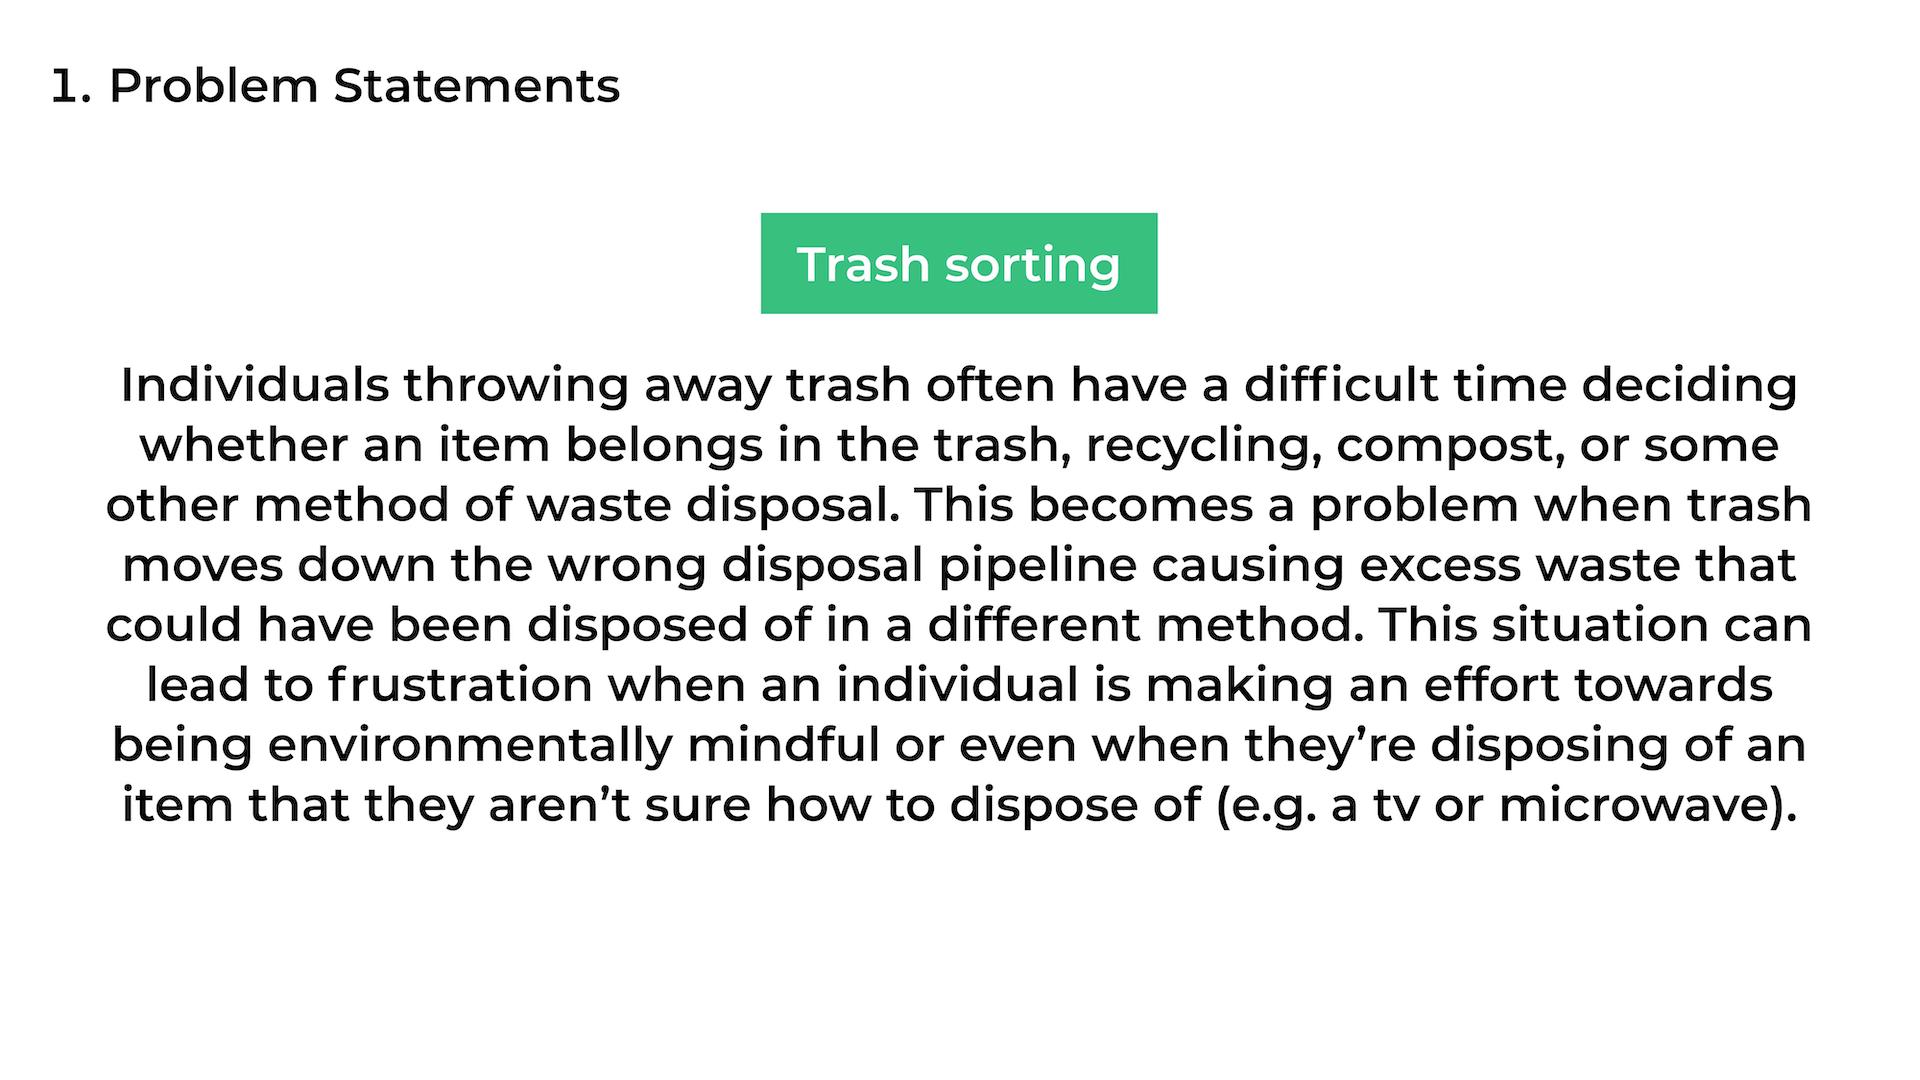 1. Problem Statements
Trash sorting
Individuals throwing away trash often have a difficult time deciding
whether an item belongs in the trash, recycling, compost, or some
other method of waste disposal. This becomes a problem when trash
moves down the wrong disposal pipeline causing excess waste that
could have been disposed of in a different method. This situation can
lead to frustration when an individual is making an effort towards
being environmentally mindful or even when they’re disposing of an
item that they aren’t sure how to dispose of (e.g. a tv or microwave).